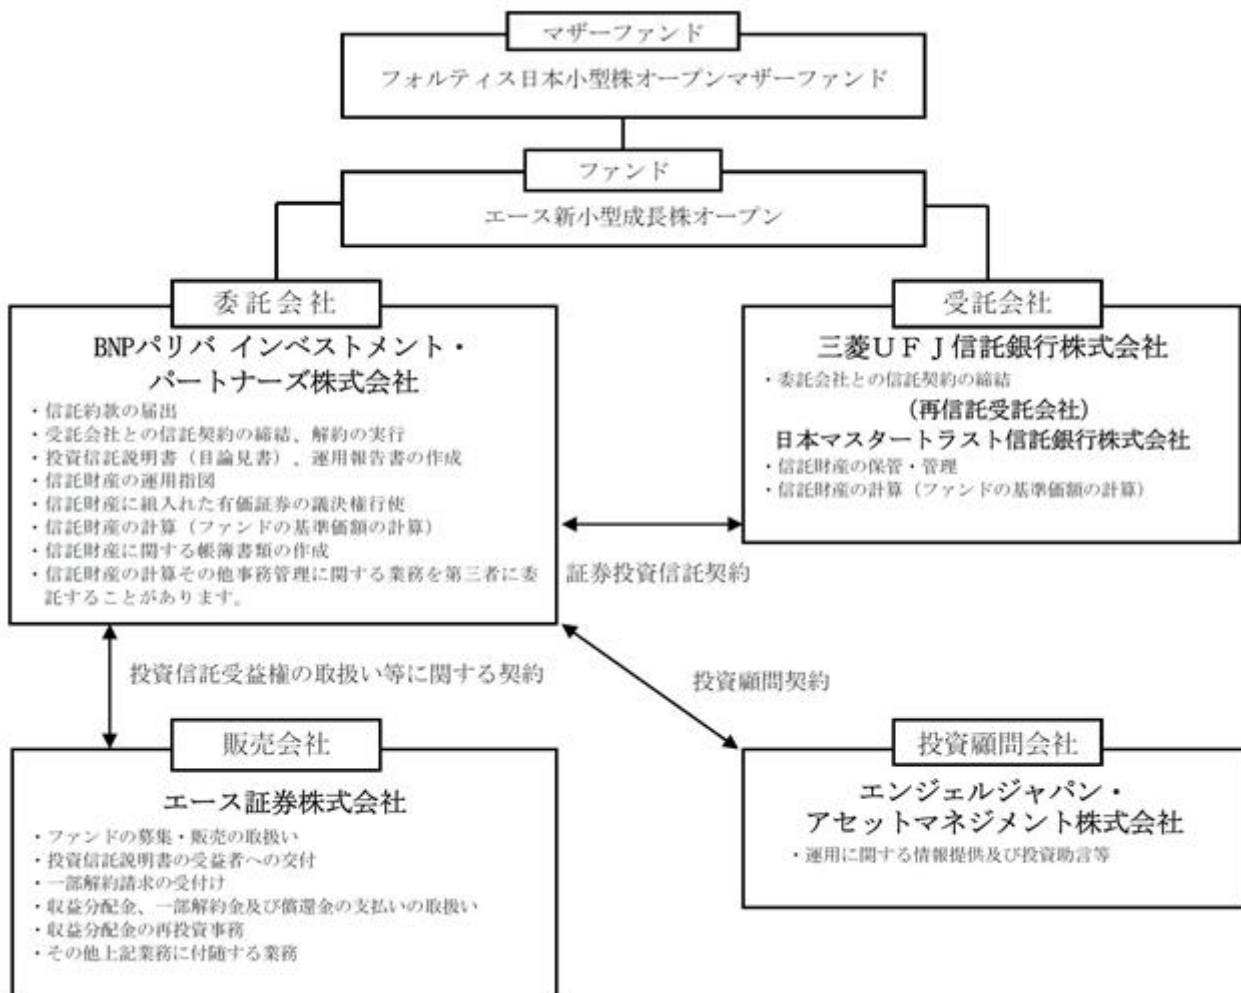 マザーファンド
フォルティス日本小型株オープンマザーファンド
ファンド
エース新小型成長株オープン
委託会社
BNPパリバ インベストメント・
パートナーズ株式会社
・信託約款の届出
・受託会社との信託契約の締結、解約の実行
・投資信託説明書（目論見書）、運用報告書の作成
・信託財産の運用指図
・信託財産に組入れた有価証券の議決権行使
・信託財産の計算（ファンドの基準価額の計算）
・信託財産に関する帳簿書類の作成
・信託財産の計算その他事務管理に関する業務を第三者に委
託することがあります。
受託会社
三菱ＵＦＪ信託銀行株式会社
・委託会社との信託契約の締結
（再信託受託会社）
日本マスタートラスト信託銀行株式会社
・信託財産の保管・管理
・信託財産の計算（ファンドの基準価額の計算）
証券投資信託契約
投資信託受益権の取扱い等に関する契約
投資顧問契約
販売会社
エース証券株式会社
・ファンドの募集・販売の取扱い
・投資信託説明書の受益者への交付
・一部解約請求の受付け
・収益分配金、一部解約金及び償還金の支払いの取扱い
・収益分配金の再投資事務
・その他上記業務に付随する業務
投資顧問会社
エンジェルジャパン・
アセットマネジメント株式会社
・運用に関する情報提供及び投資助言等